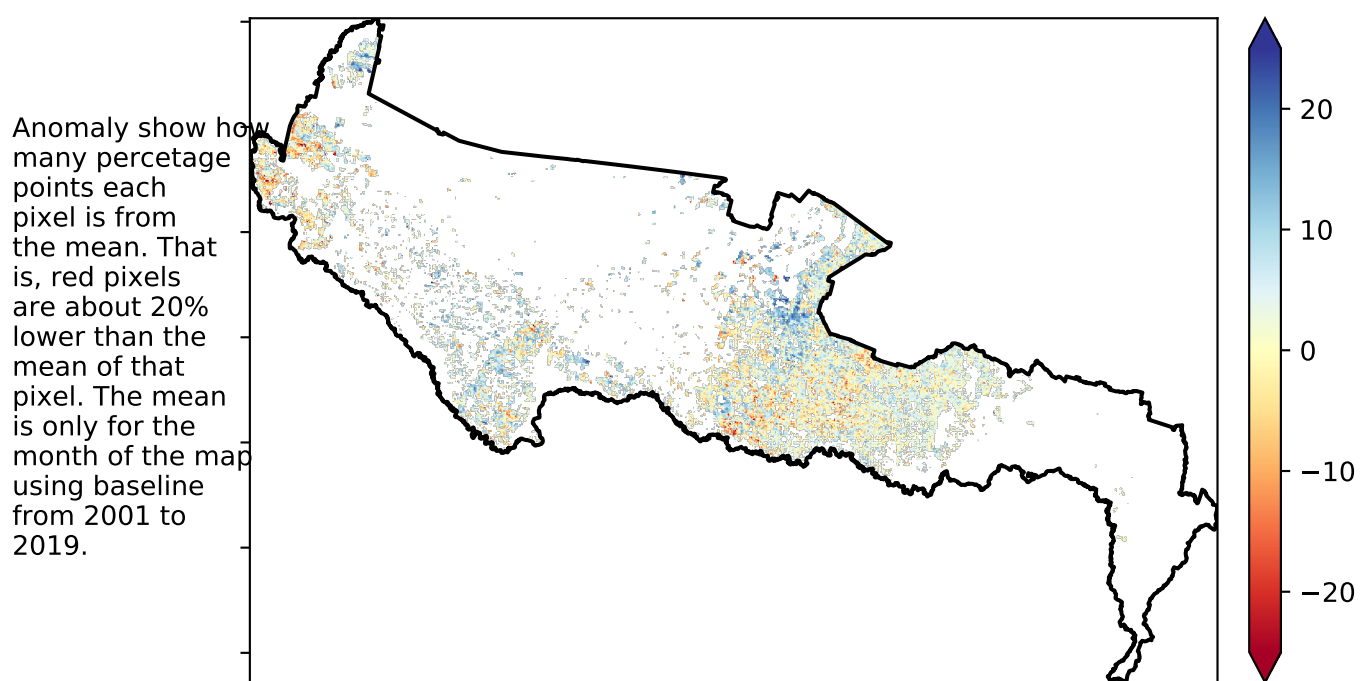 Anomaly show how
many percetage
points each
pixel is from
the mean. That
is, red pixels
are about 20%
lower than the
mean of that
pixel. The mean
is only for the
month of the map
using baseline
from 2001 to
2019.
20
10
0
−10
−20